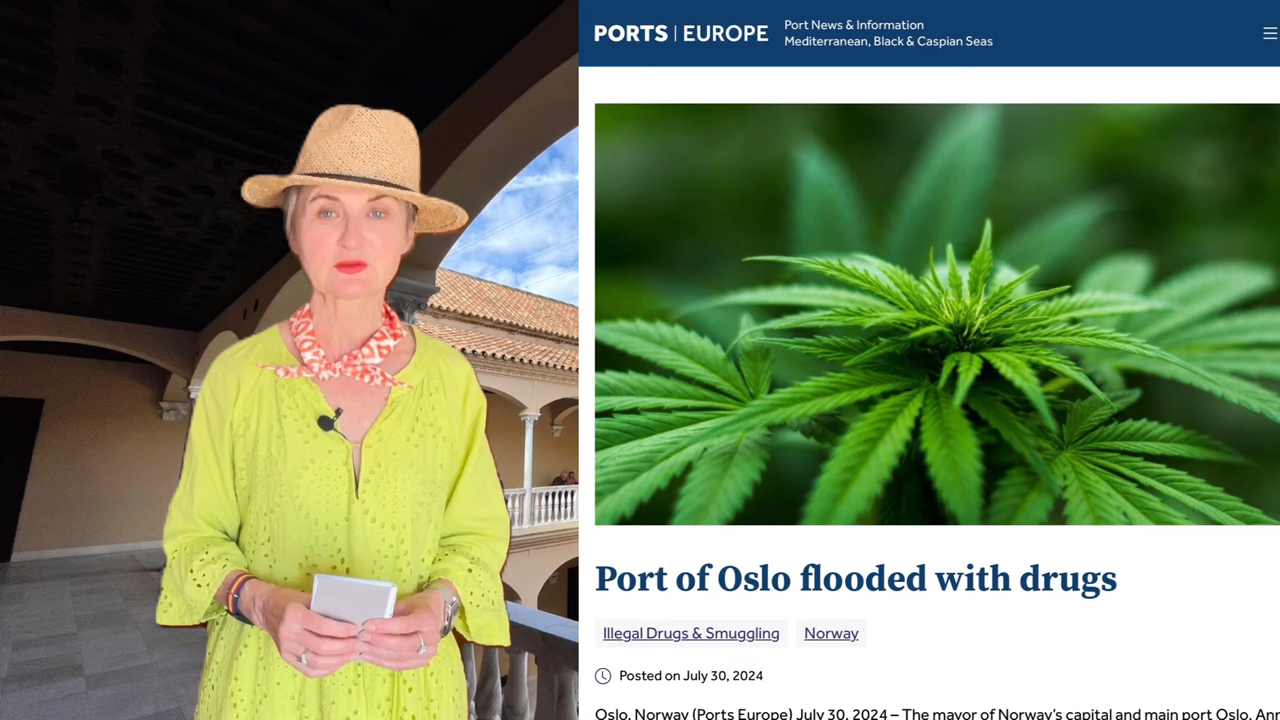 PORTS | EUROPE
Port News & Information
Mediterranean, Black & Caspian Seas
Port of Oslo flooded with drugs
Illegal Drugs & Smuggling
Norway
Posted on July 30, 2024
Oslo, Norway (Ports Europe) July 30, 2024 – The mayor of Norway's capital and main port Oslo, Ann